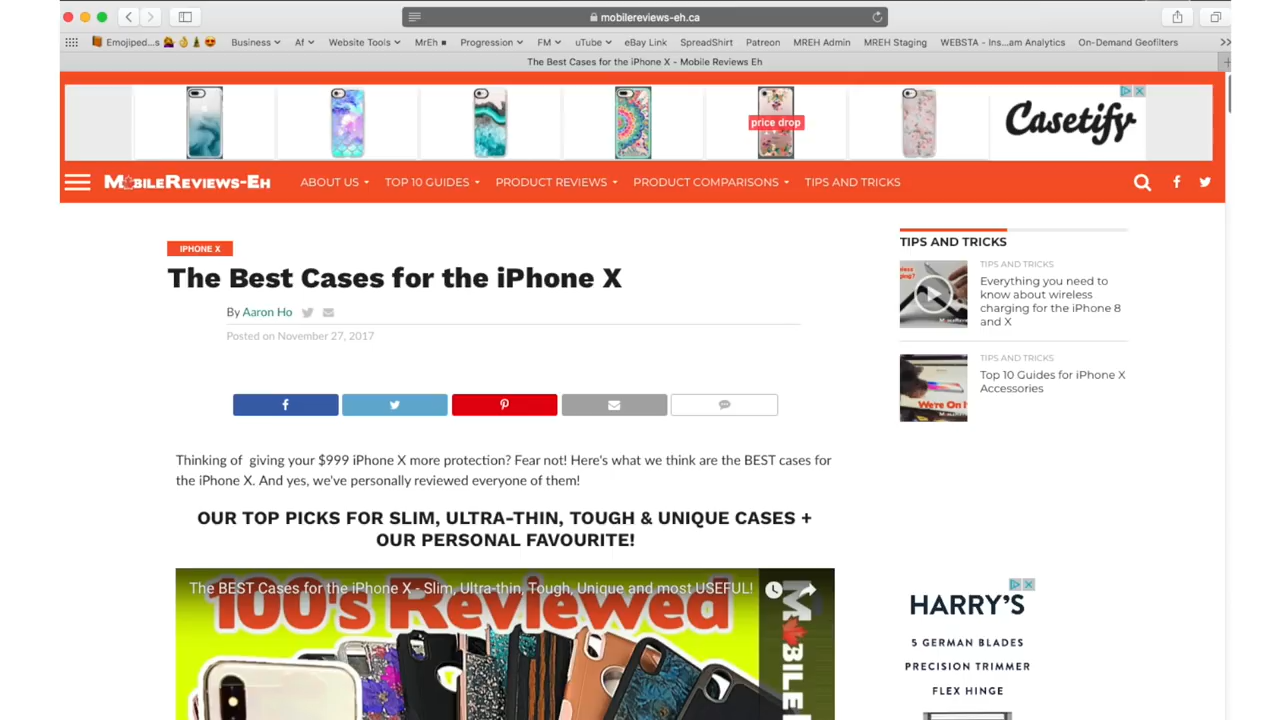 mobilereviews-eh.ca
Emojiped...s
Business
Af
Website Tools
MrEh
Progression
FM
uTube
eBay Link
SpreadShirt
Patreon
MREH Admin
MREH Staging
WEBSTA - Ins...am Analytics
On-Demand Geofilters
The Best Cases for the iPhone X - Mobile Reviews Eh
price drop
Casetify
MOBILEREVIEWS-EH
ABOUT US
TOP 10 GUIDES
PRODUCT REVIEWS
PRODUCT COMPARISONS
TIPS AND TRICKS
IPHONE X
The Best Cases for the iPhone X
By Aaron Ho
Posted on November 27, 2017
Thinking of giving your $999 iPhone X more protection? Fear not! Here's what we think are the BEST cases for
the iPhone X. And yes, we've personally reviewed everyone of them!
OUR TOP PICKS FOR SLIM, ULTRA-THIN, TOUGH & UNIQUE CASES +
OUR PERSONAL FAVOURITE!
The BEST Cases for the iPhone X - Slim, Ultra-thin, Tough, Unique and most USEFUL!
100's Reviewed
TIPS AND TRICKS
TIPS AND TRICKS
Everything you need to
know about wireless
charging for the iPhone 8
and X
TIPS AND TRICKS
Top 10 Guides for iPhone X
Accessories
We're On It
HARRY'S
5 GERMAN BLADES
PRECISION TRIMMER
FLEX HINGE